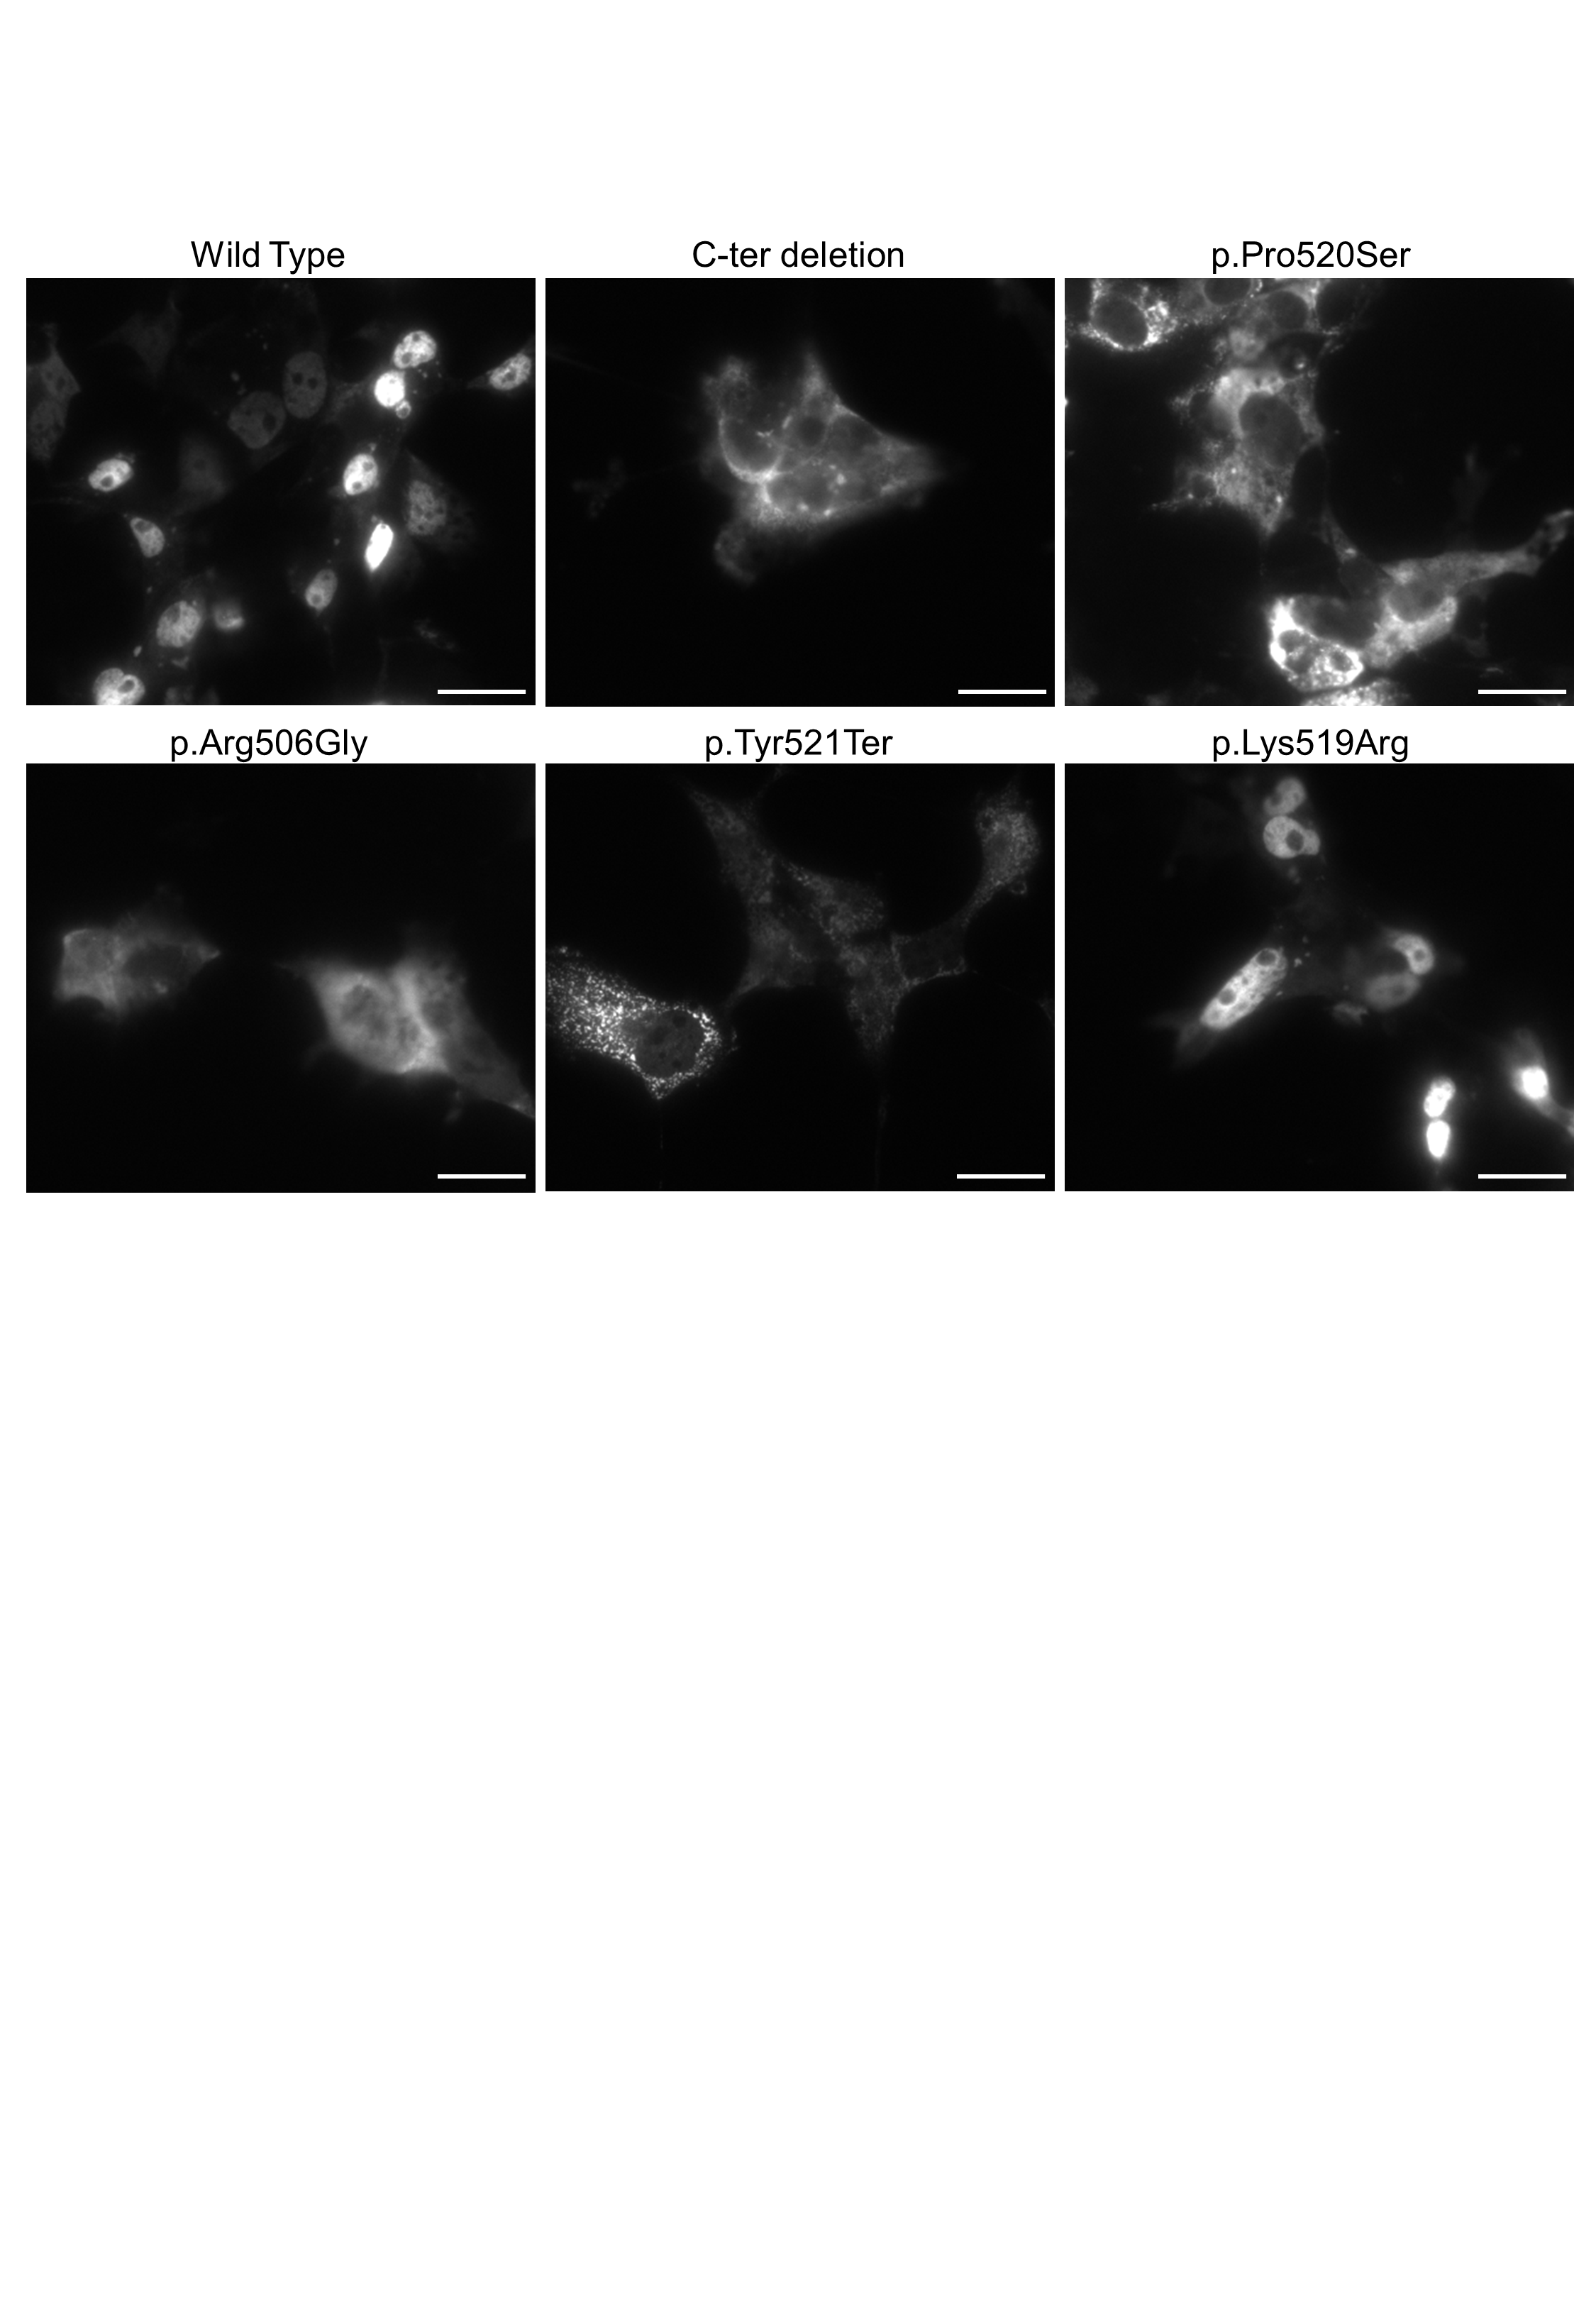 Wild Type
C-ter deletion
p.Pro520Ser
p.Arg506Gly
p.Tyr521Ter
p.Lys519Arg